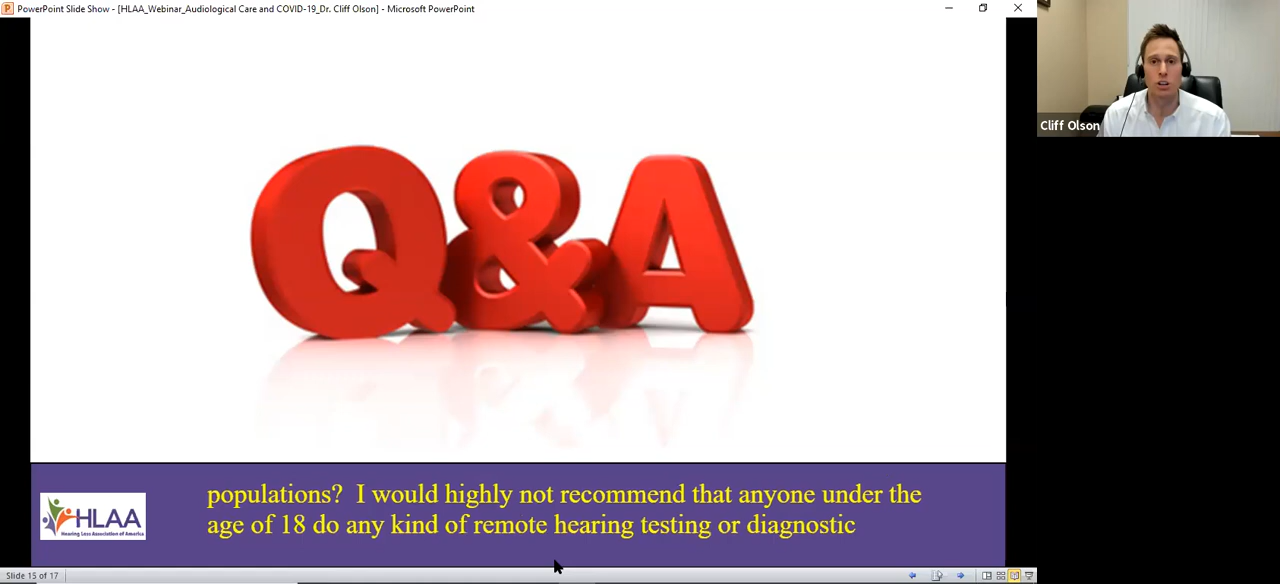 PowerPoint Slide Show - [HLAA_Webinar_Audiological Care and COVID-19_Dr. Cliff Olson] - Microsoft PowerPoint
Cliff Olson
Q&A
populations?  I would highly not recommend that anyone under the
age of 18 do any kind of remote hearing testing or diagnostic
HLAA
Hearing Loss Association of America
Slide 15 of 17